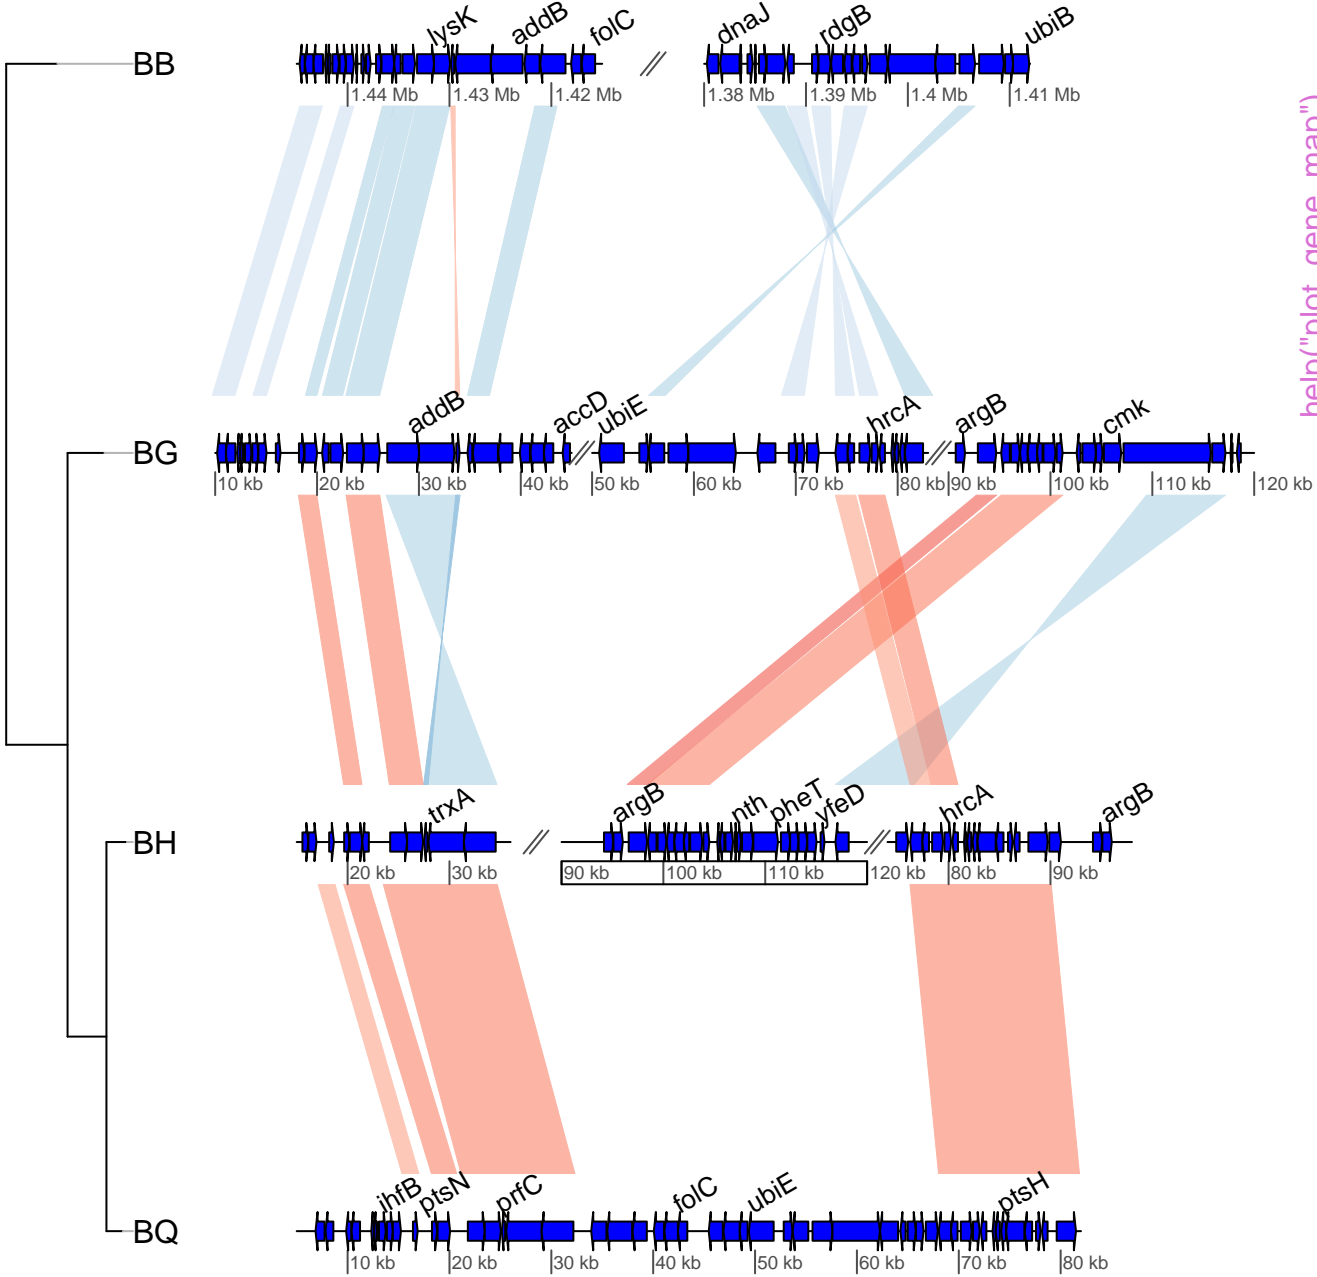 lysK addB folC dnaJ rdgB ubiB
BB
1.44 Mb 1.43 Mb 1.42 Mb 1.38 Mb 1.39 Mb 1.4 Mb 1.41 Mb
help("plot_gene_map")
addB accD ubiE hrcA argB cmk
BG
10 kb 20 kb 30 kb 40 kb 50 kb 60 kb 70 kb 80 kb 90 kb 100 kb 110 kb 120 kb
trxA argB nth pheT yfeD hrcA argB
BH
20 kb 30 kb 90 kb 100 kb 110 kb 120 kb 80 kb 90 kb
ihfB ptsN prfC folC ubiE ptsH
BQ
10 kb 20 kb 30 kb 40 kb 50 kb 60 kb 70 kb 80 kb